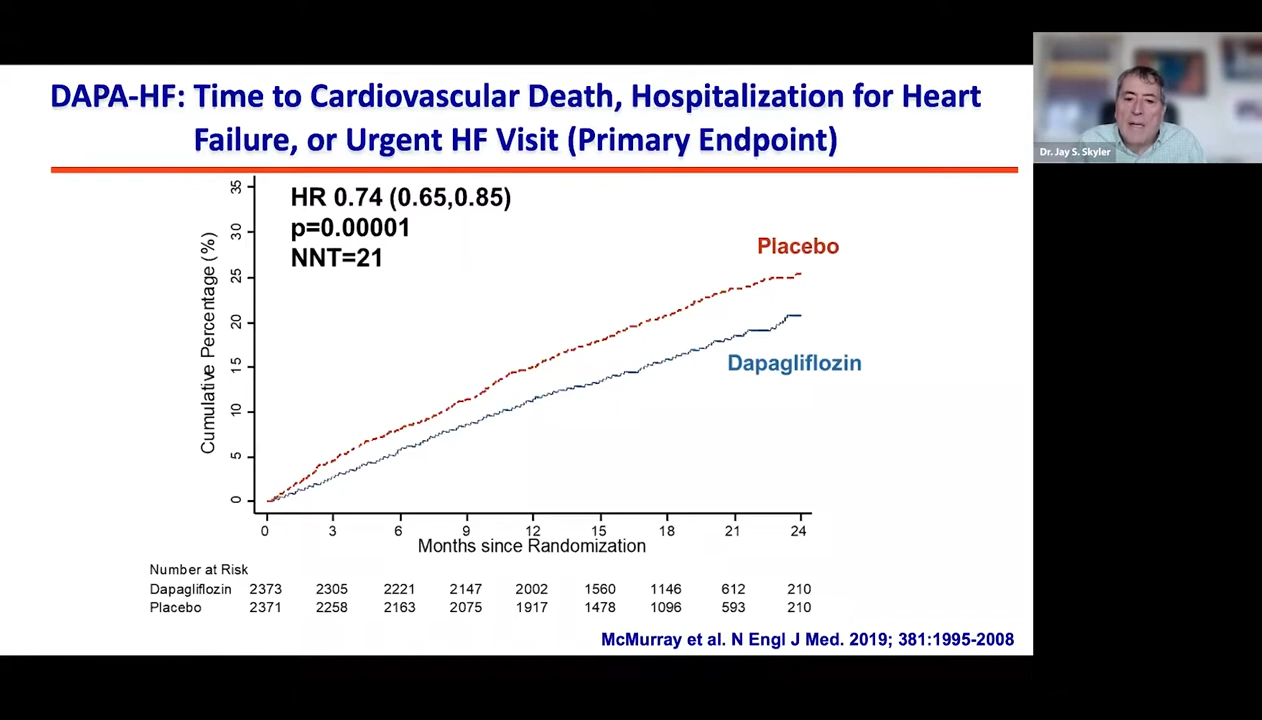 DAPA-HF: Time to Cardiovascular Death, Hospitalization for Heart
Failure, or Urgent HF Visit (Primary Endpoint)
Dr. Jay S. Skyler
HR 0.74 (0.65,0.85)
p=0.00001
NNT=21
Placebo
Dapagliflozin
Cumulative Percentage (%)
35
30
25
20
15
10
5
0
0 3 6 9 12 15 18 21 24
Months since Randomization
Number at Risk
Dapagliflozin 2373 2305 2221 2147 2002 1560 1146 612 210
Placebo 2371 2258 2163 2075 1917 1478 1096 593 210
McMurray et al. N Engl J Med. 2019; 381:1995-2008